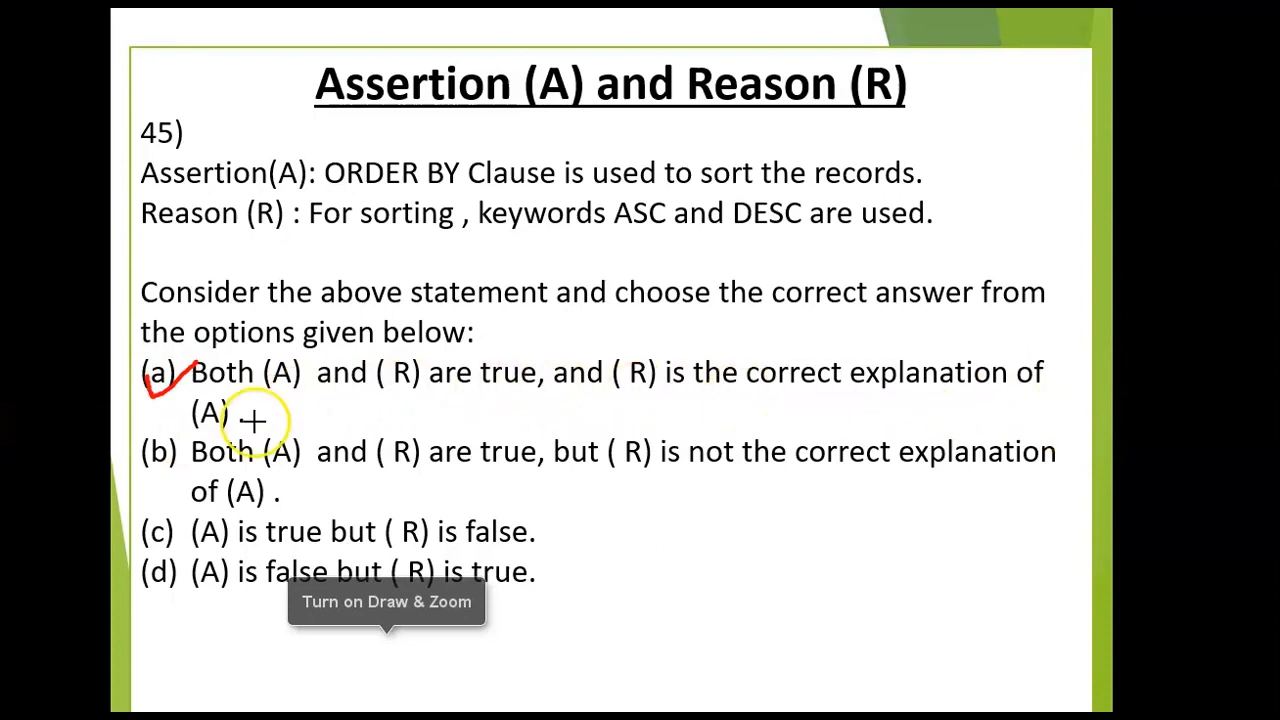 Assertion (A) and Reason (R)
45)
Assertion(A): ORDER BY Clause is used to sort the records.
Reason (R) : For sorting , keywords ASC and DESC are used.
Consider the above statement and choose the correct answer from
the options given below:
(a) Both (A) and ( R) are true, and ( R) is the correct explanation of
(A) .
(b) Both (A) and ( R) are true, but ( R) is not the correct explanation
of (A) .
(c) (A) is true but ( R) is false.
(d) (A) is false but ( R) is true.
Turn on Draw & Zoom